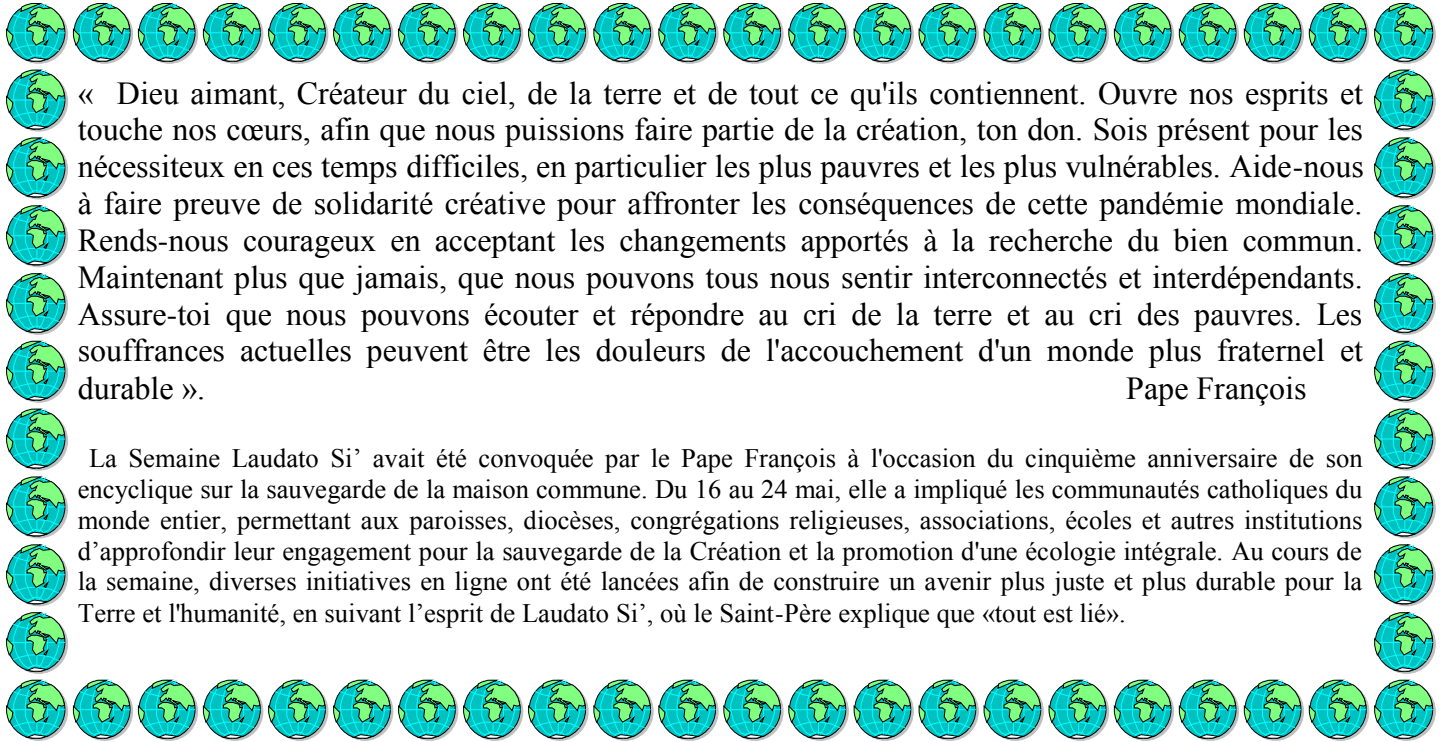 «  Dieu aimant, Créateur du ciel, de la terre et de tout ce qu'ils contiennent. Ouvre nos esprits et
touche nos cœurs, afin que nous puissions faire partie de la création, ton don. Sois présent pour les
nécessiteux en ces temps difficiles, en particulier les plus pauvres et les plus vulnérables. Aide-nous
à faire preuve de solidarité créative pour affronter les conséquences de cette pandémie mondiale.
Rends-nous courageux en acceptant les changements apportés à la recherche du bien commun.
Maintenant plus que jamais, que nous pouvons tous nous sentir interconnectés et interdépendants.
Assure-toi que nous pouvons écouter et répondre au cri de la terre et au cri des pauvres. Les
souffrances actuelles peuvent être les douleurs de l'accouchement d'un monde plus fraternel et
durable ». Pape François
La Semaine Laudato Si’ avait été convoquée par le Pape François à l'occasion du cinquième anniversaire de son
encyclique sur la sauvegarde de la maison commune. Du 16 au 24 mai, elle a impliqué les communautés catholiques du
monde entier, permettant aux paroisses, diocèses, congrégations religieuses, associations, écoles et autres institutions
d’approfondir leur engagement pour la sauvegarde de la Création et la promotion d'une écologie intégrale. Au cours de
la semaine, diverses initiatives en ligne ont été lancées afin de construire un avenir plus juste et plus durable pour la
Terre et l'humanité, en suivant l’esprit de Laudato Si’, où le Saint-Père explique que «tout est lié».